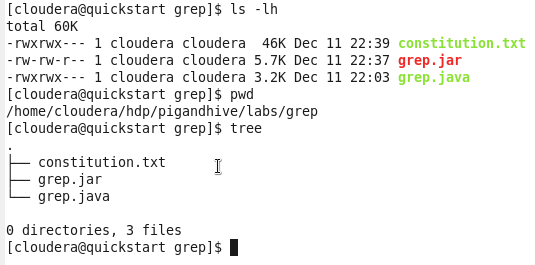 [cloudera@quickstart grep]$ ls -lh
total 60K
-rwxrwx--- 1 cloudera cloudera  46K Dec 11 22:39 constitution.txt
-rw-rw-r-- 1 cloudera cloudera 5.7K Dec 11 22:37 grep.jar
-rwxrwx--- 1 cloudera cloudera 3.2K Dec 11 22:03 grep.java
[cloudera@quickstart grep]$ pwd
/home/cloudera/hdp/pigandhive/labs/grep
[cloudera@quickstart grep]$ tree
.
├── constitution.txt
├── grep.jar
└── grep.java
0 directories, 3 files
[cloudera@quickstart grep]$